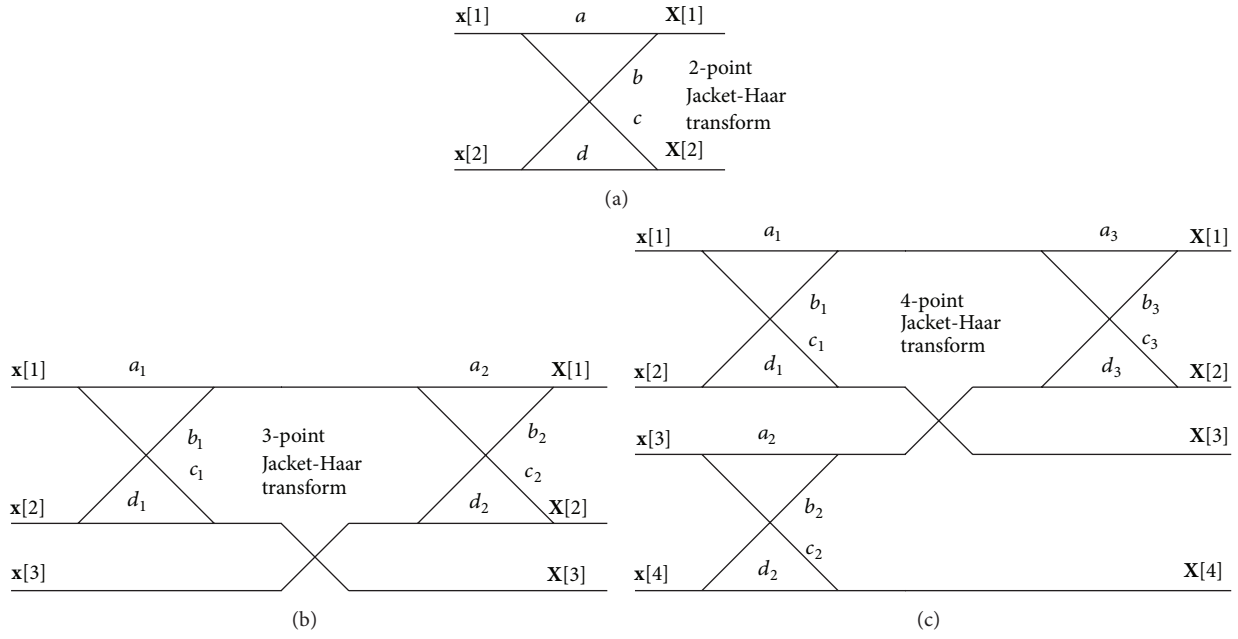 x[1] a X[1]
b
2-point
Jacket-Haar
transform
c
x[2] d X[2]
(a)
x[1] a₁ a₂ X[1]
b₁ b₂
3-point
Jacket-Haar
transform
c₁ c₂
x[2] d₁ d₂ X[2]
x[3] X[3]
(b)
x[1] a₁ a₃ X[1]
b₁ b₃
4-point
Jacket-Haar
transform
c₁ c₃
x[2] d₁ d₃ X[2]
x[3] a₂ X[3]
b₂
c₂
x[4] d₂ X[4]
(c)